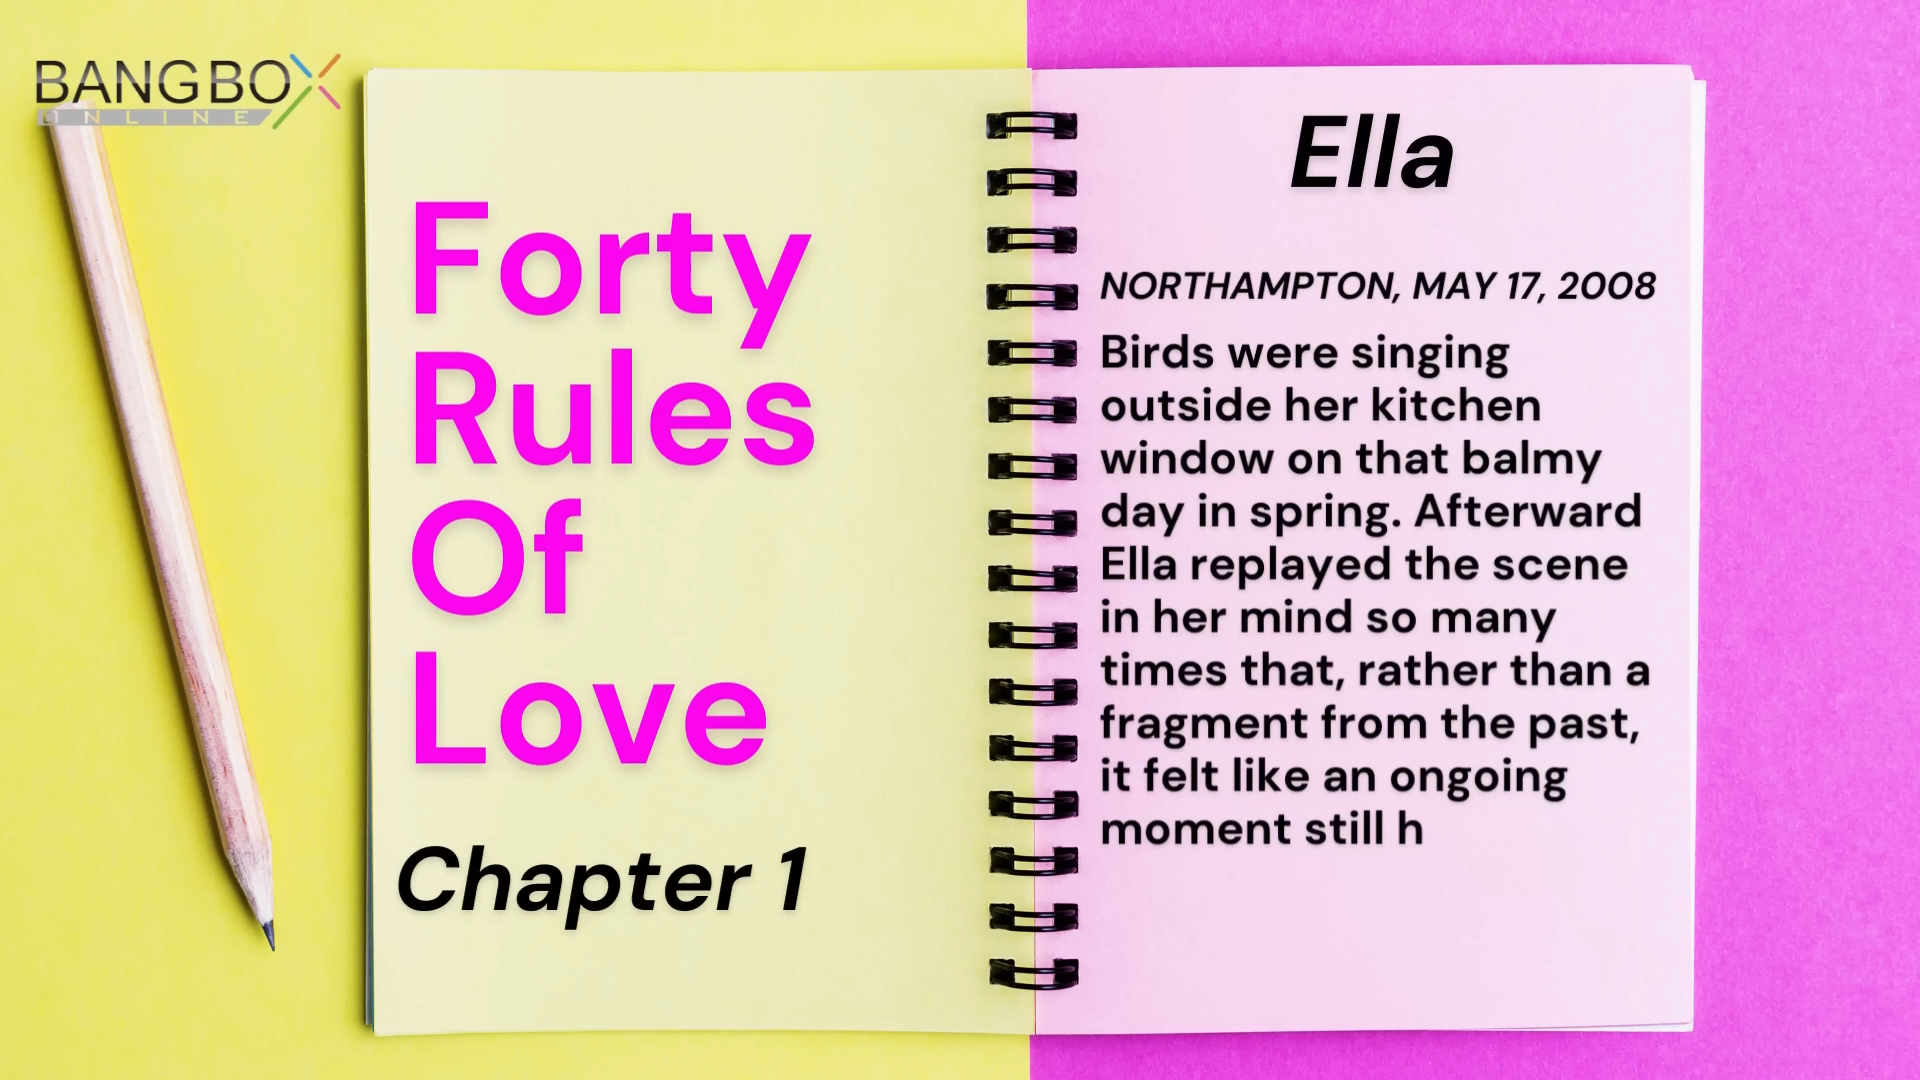 BANGBOX
ONLINE
Forty
Rules
Of
Love
Chapter 1
Ella
NORTHAMPTON, MAY 17, 2008
Birds were singing
outside her kitchen
window on that balmy
day in spring. Afterward
Ella replayed the scene
in her mind so many
times that, rather than a
fragment from the past,
it felt like an ongoing
moment still h